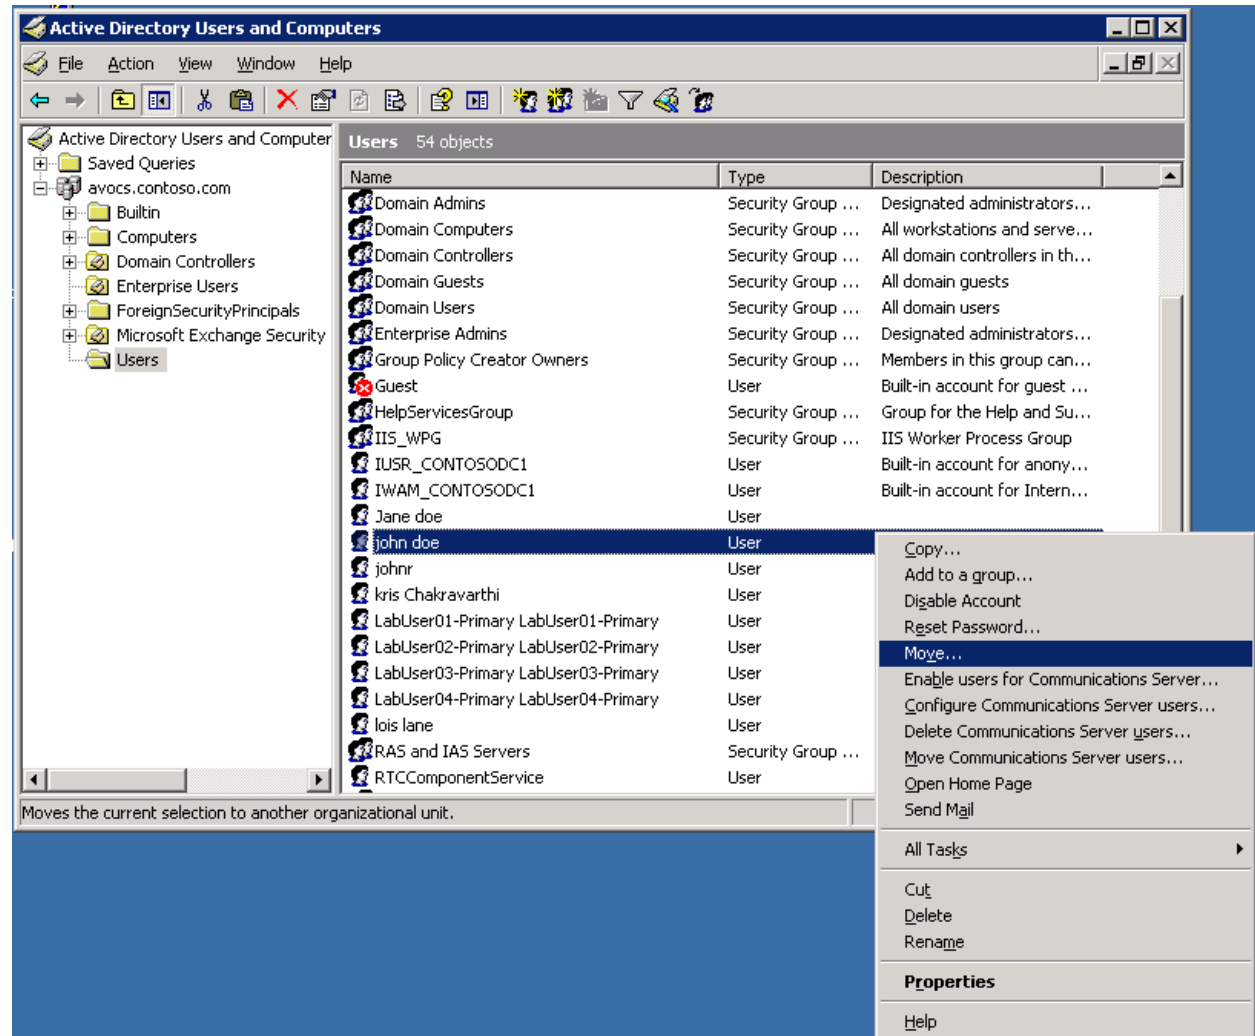 Active Directory Users and Computers
File Action View Window Help
Active Directory Users and Computer
Saved Queries
avocs.contoso.com
Builtin
Computers
Domain Controllers
Enterprise Users
ForeignSecurityPrincipals
Microsoft Exchange Security
Users
Users 54 objects
Name Type Description
Domain Admins Security Group ... Designated administrators...
Domain Computers Security Group ... All workstations and serve...
Domain Controllers Security Group ... All domain controllers in th...
Domain Guests Security Group ... All domain guests
Domain Users Security Group ... All domain users
Enterprise Admins Security Group ... Designated administrators...
Group Policy Creator Owners Security Group ... Members in this group can...
Guest User Built-in account for guest ...
HelpServicesGroup Security Group ... Group for the Help and Su...
IIS_WPG Security Group ... IIS Worker Process Group
IUSR_CONTOSODC1 User Built-in account for anony...
IWAM_CONTOSODC1 User Built-in account for Intern...
Jane doe User
john doe User
johnr User
kris Chakravarthi User
LabUser01-Primary LabUser01-Primary User
LabUser02-Primary LabUser02-Primary User
LabUser03-Primary LabUser03-Primary User
LabUser04-Primary LabUser04-Primary User
lois lane User
RAS and IAS Servers Security Group ...
RTCComponentService User
Moves the current selection to another organizational unit.
Copy...
Add to a group...
Disable Account
Reset Password...
Move...
Enable users for Communications Server...
Configure Communications Server users...
Delete Communications Server users...
Move Communications Server users...
Open Home Page
Send Mail
All Tasks
Cut
Delete
Rename
Properties
Help